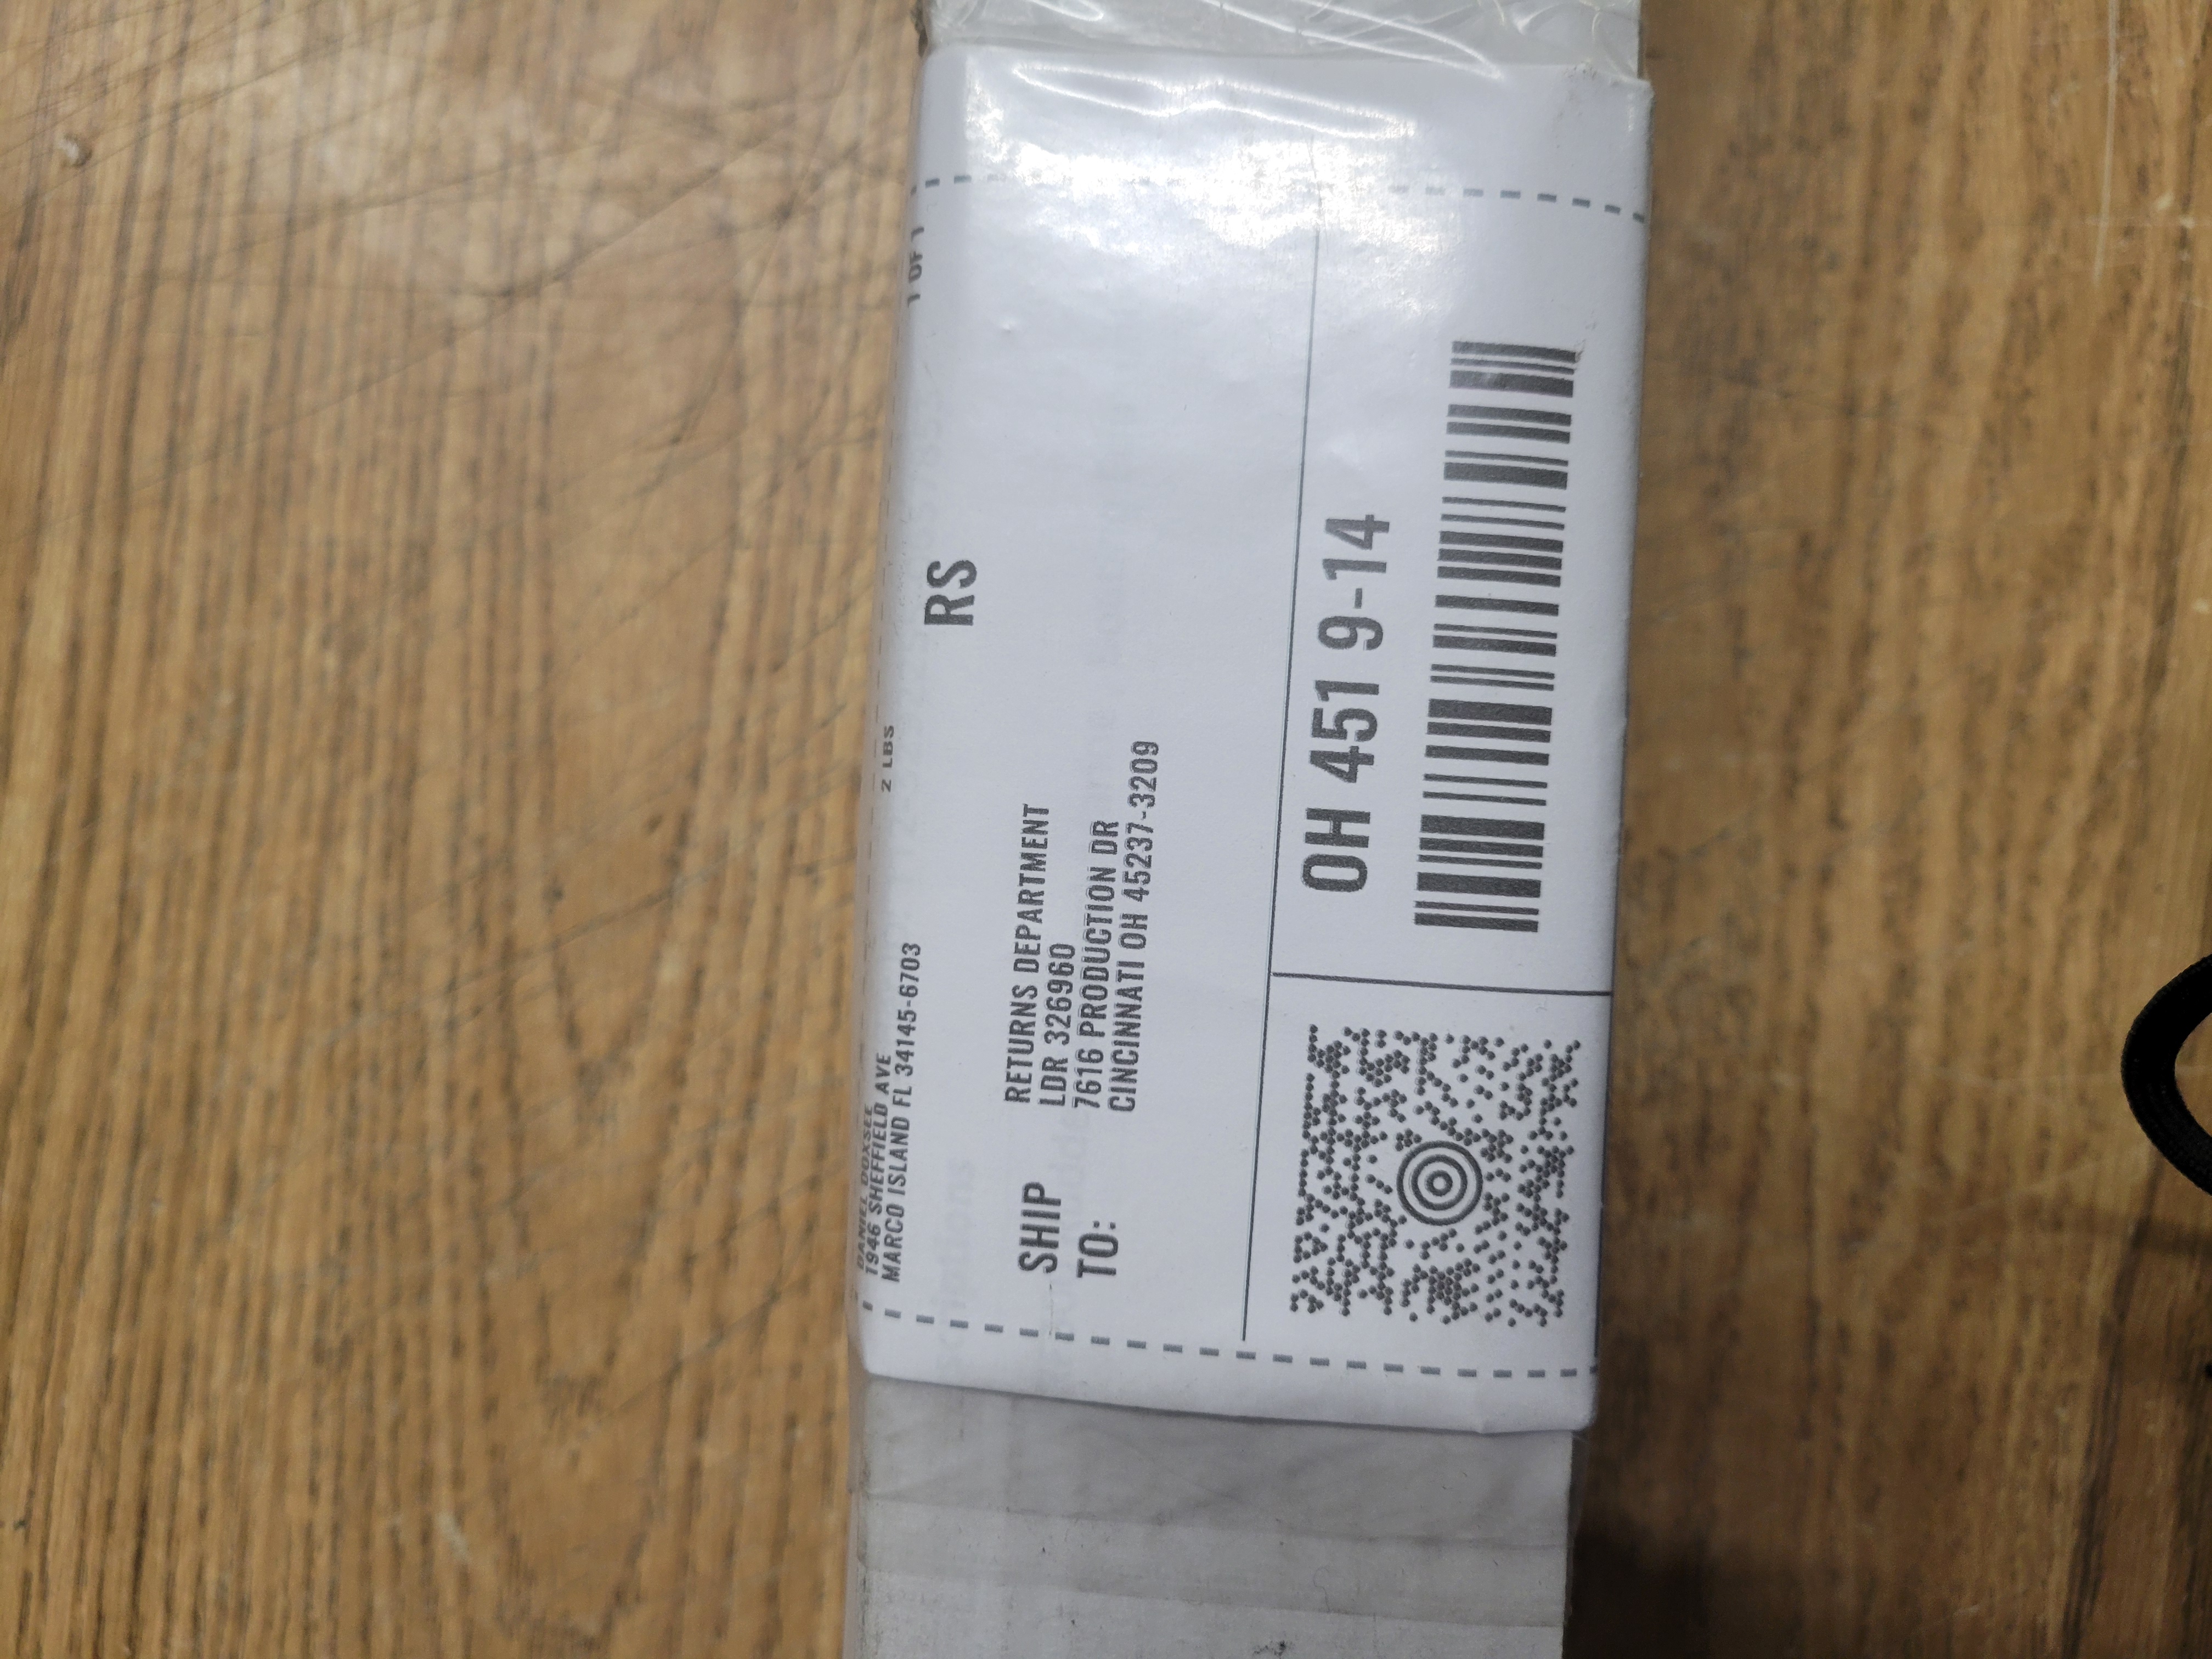 DANIEL DOXSEE
1946 SHEFFIELD AVE
MARCO ISLAND FL 34145-6703
2 LBS
1 OF 1
RS
SHIP
TO:
RETURNS DEPARTMENT
LDR 326960
7616 PRODUCTION DR
CINCINNATI OH 45237-3209
OH 451 9-14